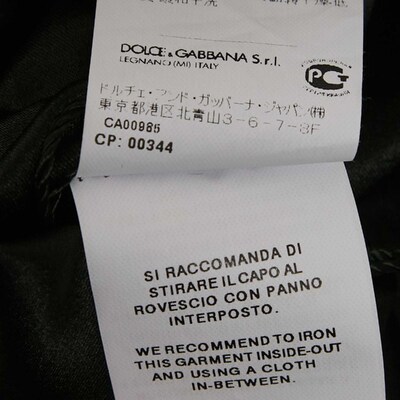 DOLCE & GABBANA S.r.l.
LEGNANO (MI) ITALY
PG
ドルチェ・アンド・ガッバーナ・ジャパン(株)
東京都港区北青山3-6-7-8F
CA00985
CP: 00344
SI RACCOMANDA DI
STIRARE IL CAPO AL
ROVESCIO CON PANNO
INTERPOSTO.
WE RECOMMEND TO IRON
THIS GARMENT INSIDE-OUT
AND USING A CLOTH
IN-BETWEEN.